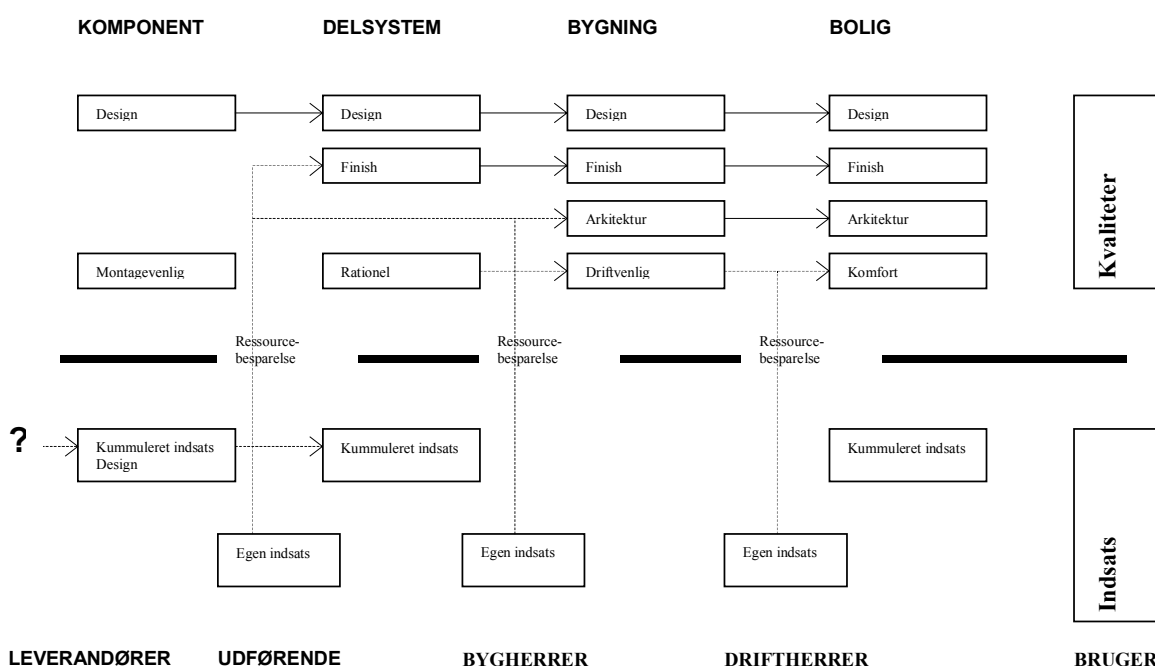 KOMPONENT
DELSYSTEM
BYGNING
BOLIG
Design
Design
Design
Design
Finish
Finish
Finish
Arkitektur
Arkitektur
Montagevenlig
Rationel
Driftvenlig
Komfort
Kvaliteter
Ressource-
besparelse
Ressource-
besparelse
Ressource-
besparelse
?
Kummuleret indsats
Design
Kummuleret indsats
Kummuleret indsats
Egen indsats
Egen indsats
Egen indsats
Indsats
LEVERANDØRER
UDFØRENDE
BYGHERRER
DRIFTHERRER
BRUGER